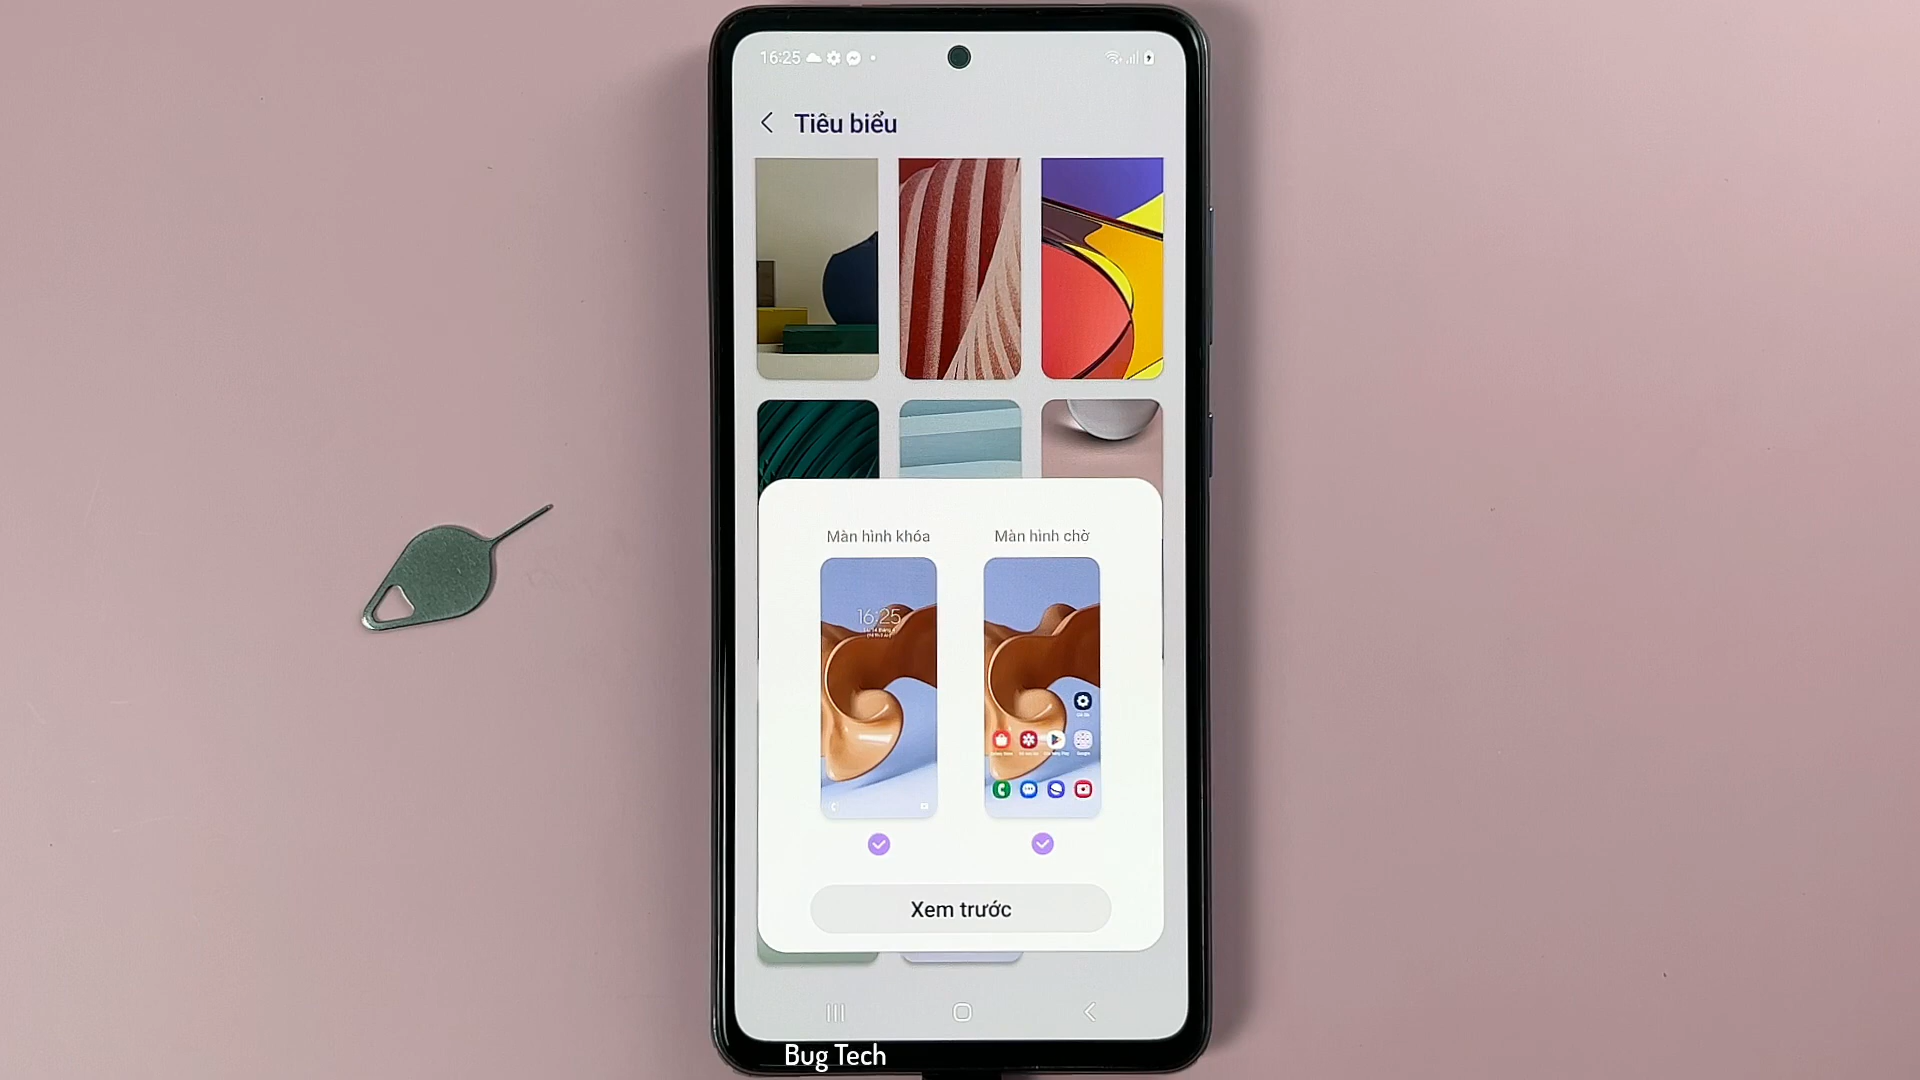 16:25
Tiêu biểu
Màn hình khóa
Màn hình chờ
16:25
Xem trước
Bug Tech